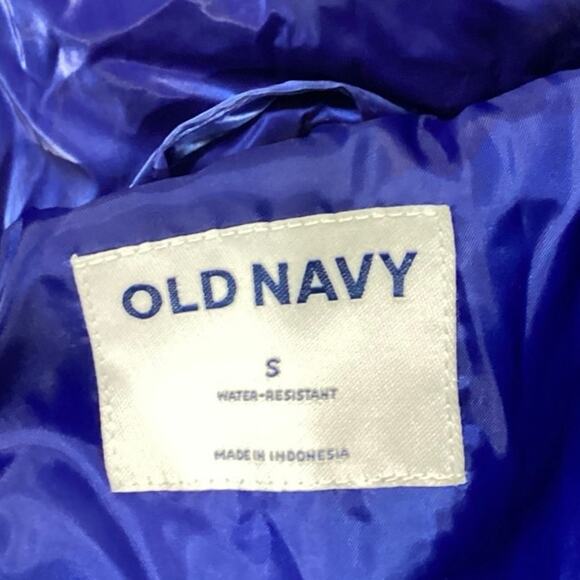 OLD NAVY
S
WATER-RESISTANT
MADE IN INDONESIA